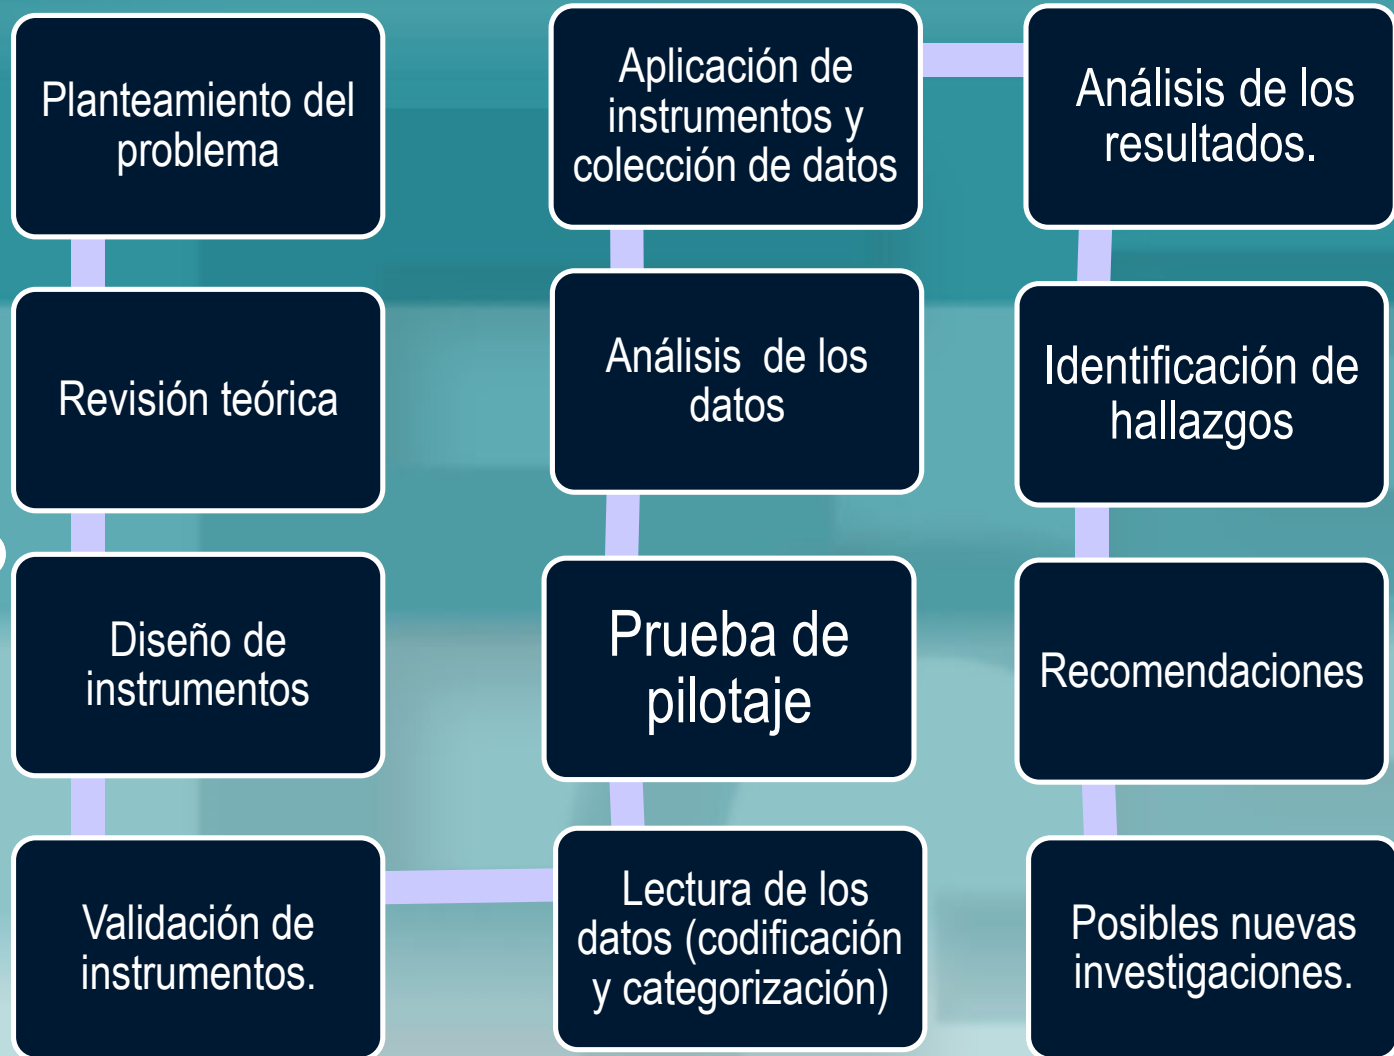 Planteamiento del
problema
Revisión teórica
Diseño de
instrumentos
Validación de
instrumentos.
Lectura de los
datos (codificación
y categorización)
Prueba de
pilotaje
Análisis  de los
datos
Aplicación de
instrumentos y
colección de datos
Análisis de los
resultados.
Identificación de
hallazgos
Recomendaciones
Posibles nuevas
investigaciones.